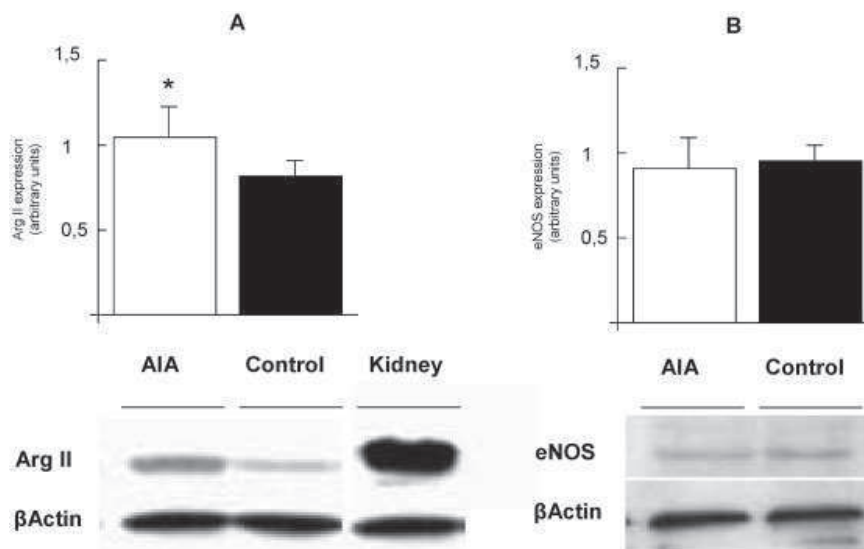 A
1,5
*
1
0,5
Arg II expression
(arbitrary units)
AIA Control Kidney
Arg II
βActin
B
1,5
1
0,5
eNOS expression
(arbitrary units)
AIA Control
eNOS
βActin